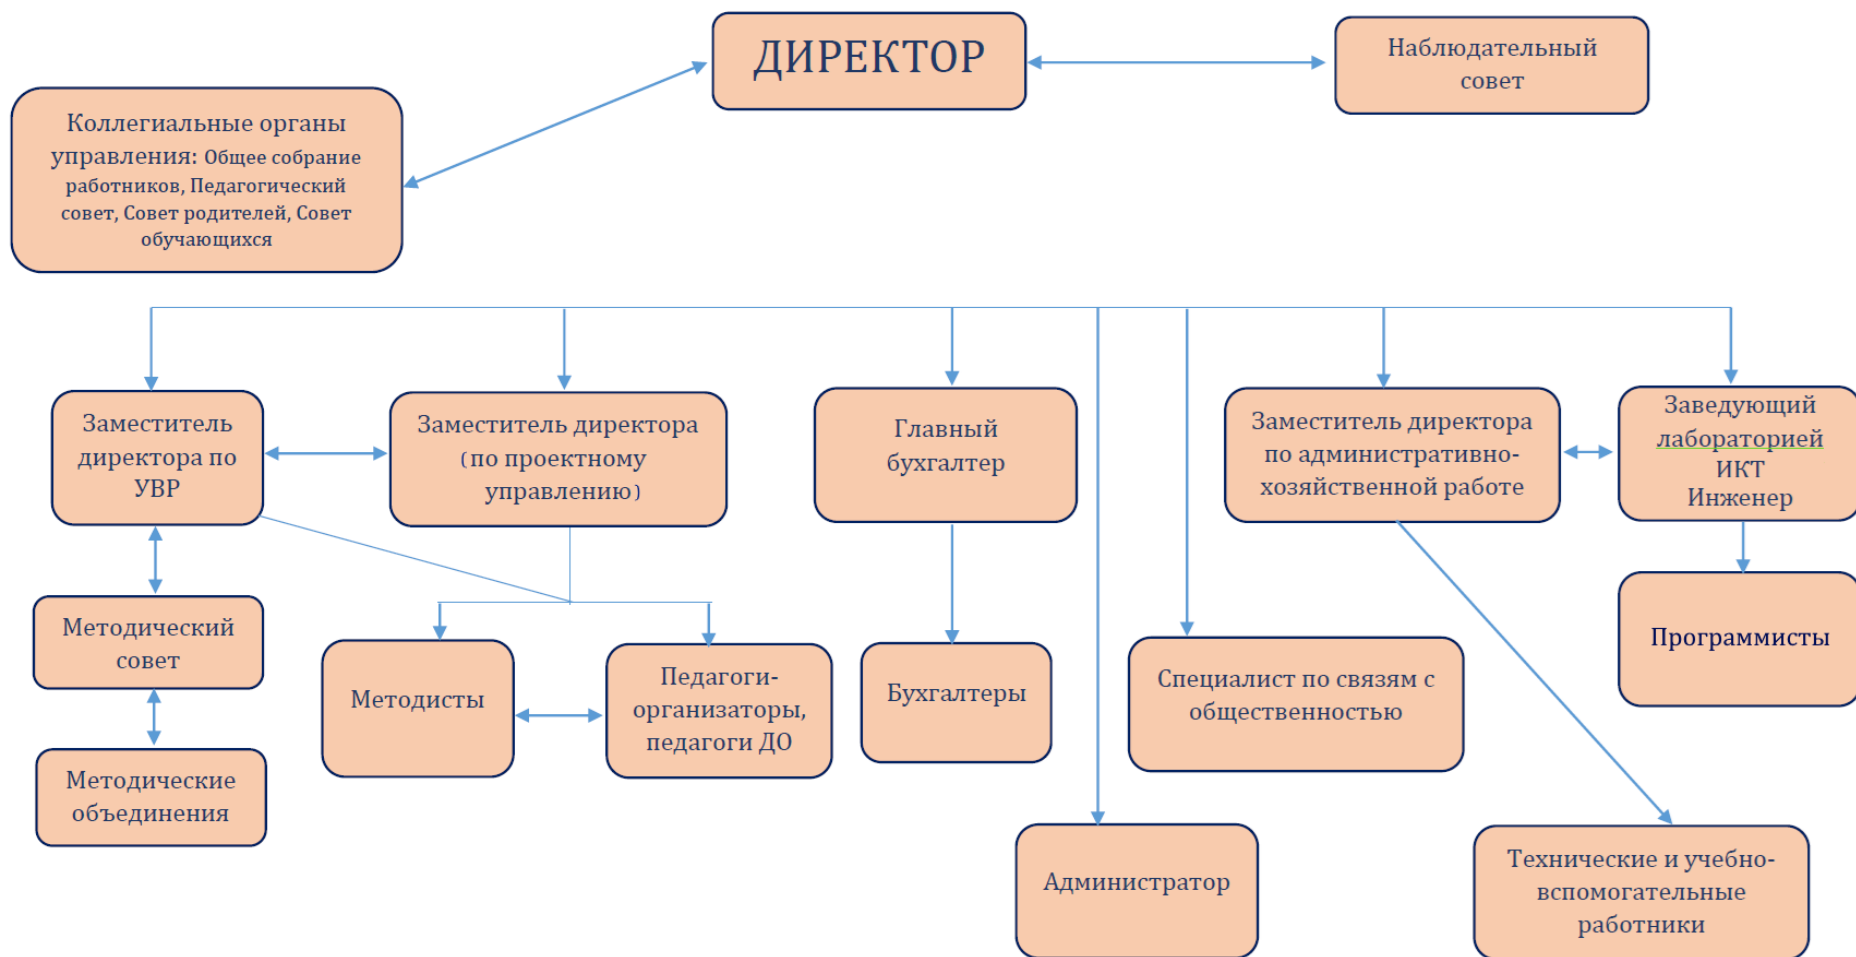 ДИРЕКТОР
Наблюдательный
совет
Коллегиальные органы
управления: Общее собрание
работников, Педагогический
совет, Совет родителей, Совет
обучающихся
Заместитель
директора по
УВР
Заместитель директора
(по проектному
управлению)
Главный
бухгалтер
Заместитель директора
по административно-
хозяйственной работе
Заведующий
лабораторией
ИКТ
Инженер
Методический
совет
Методисты
Педагоги-
организаторы,
педагоги ДО
Бухгалтеры
Специалист по связям с
общественностью
Программисты
Методические
объединения
Администратор
Технические и учебно-
вспомогательные
работники